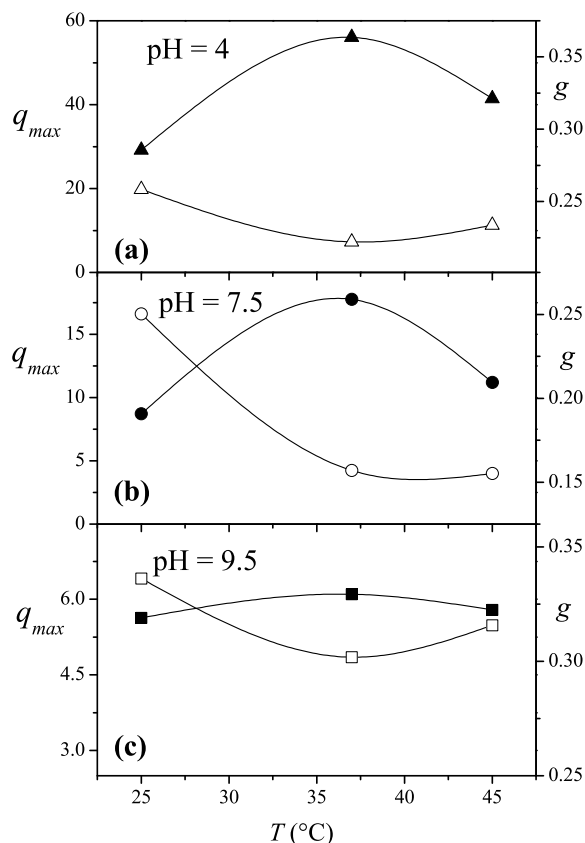 60
pH = 4
0.35
40
q_max
0.30
g
20
0.25
(a)
0
pH = 7.5
15
0.25
q_max
10
g
0.20
5
0.15
(b)
0
0.35
pH = 9.5
6.0
q_max
g
4.5
0.30
3.0
(c)
0.25
25 30 35 40 45
T (°C)